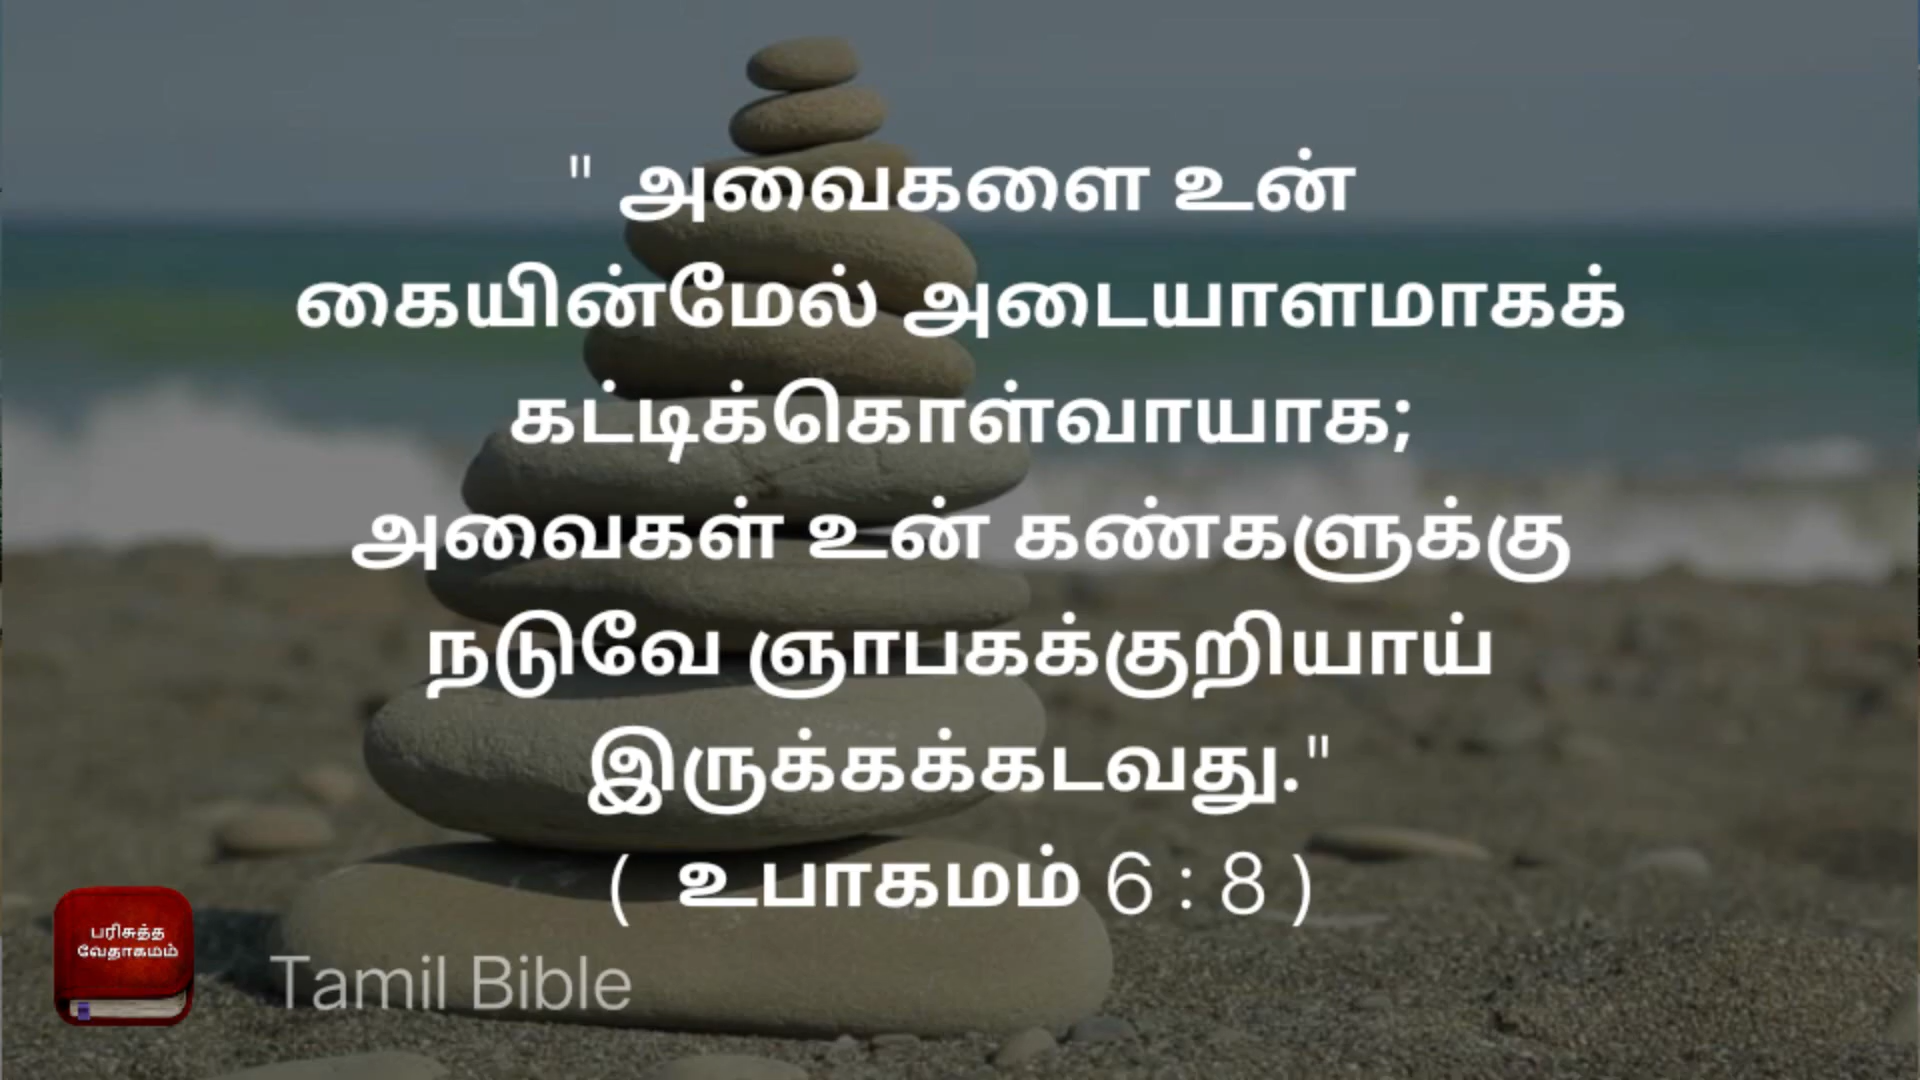 " அவைகளை உன்
கையின்மேல் அடையாளமாகக்
கட்டிக்கொள்வாயாக;
அவைகள் உன் கண்களுக்கு
நடுவே ஞாபகக்குறியாய்
இருக்கக்கடவது."
( உபாகமம் 6 : 8 )
பரிசுத்த
வேதாகமம்
Tamil Bible